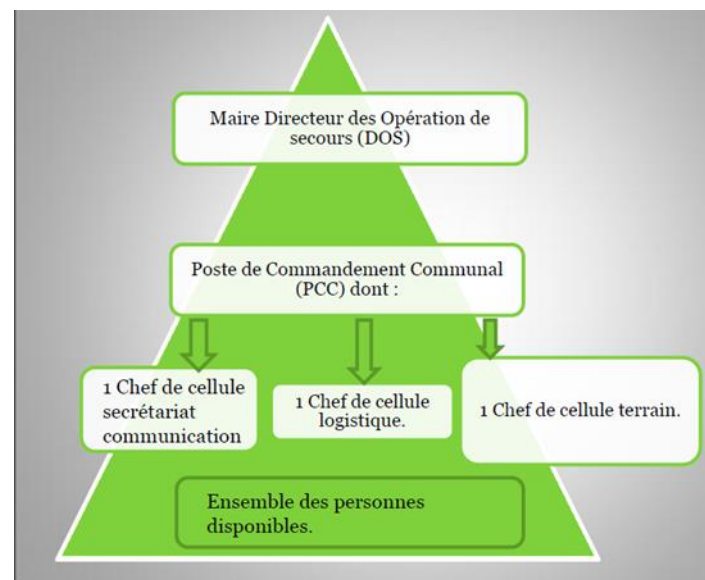 Maire Directeur des Opération de
secours (DOS)
Poste de Commandement Communal
(PCC) dont :
1 Chef de cellule
secrétariat
communication
1 Chef de cellule
logistique.
1 Chef de cellule terrain.
Ensemble des personnes
disponibles.